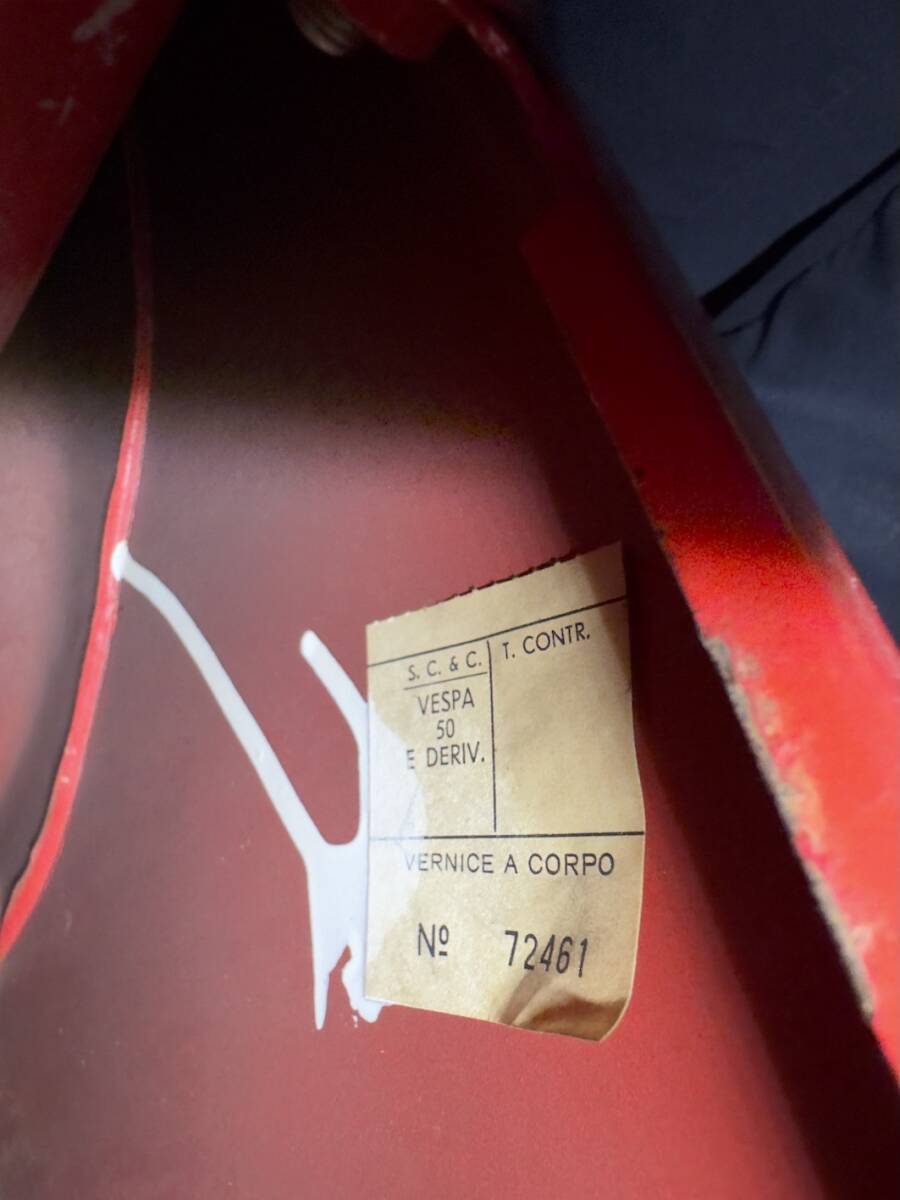 S. C. & C.
T. CONTR.
VESPA
50
E DERIV.
VERNICE A CORPO
Nº 72461